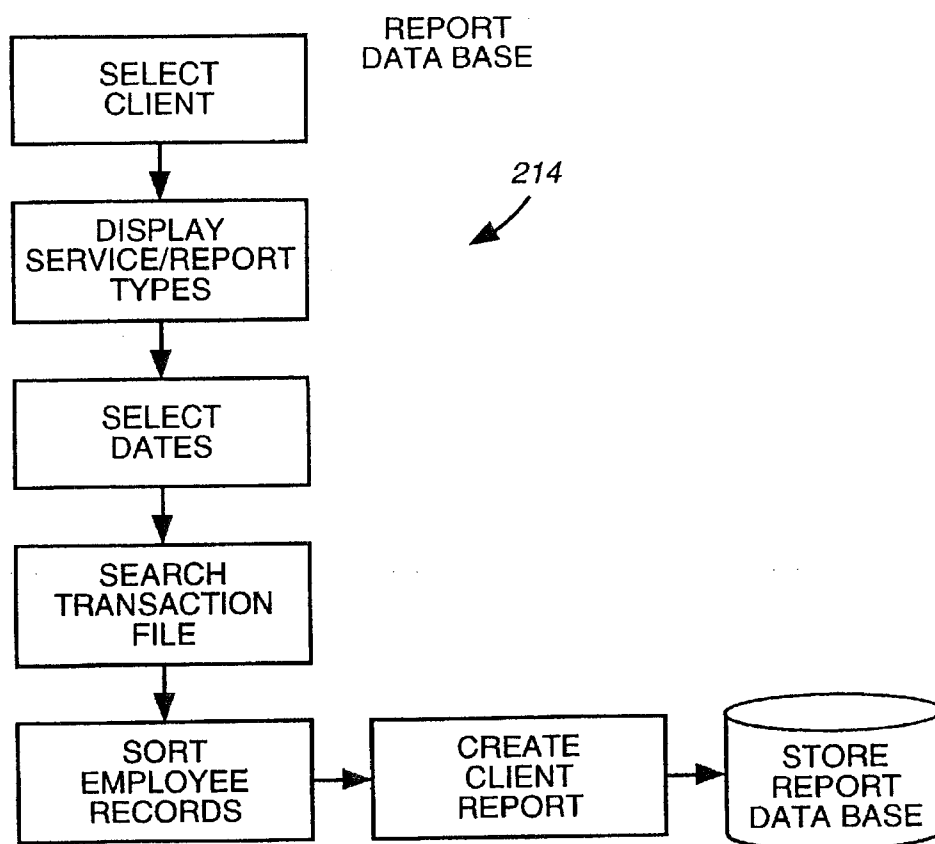 REPORT
DATA BASE
SELECT
CLIENT
214
DISPLAY
SERVICE/REPORT
TYPES
SELECT
DATES
SEARCH
TRANSACTION
FILE
SORT
EMPLOYEE
RECORDS
CREATE
CLIENT
REPORT
STORE
REPORT
DATA BASE